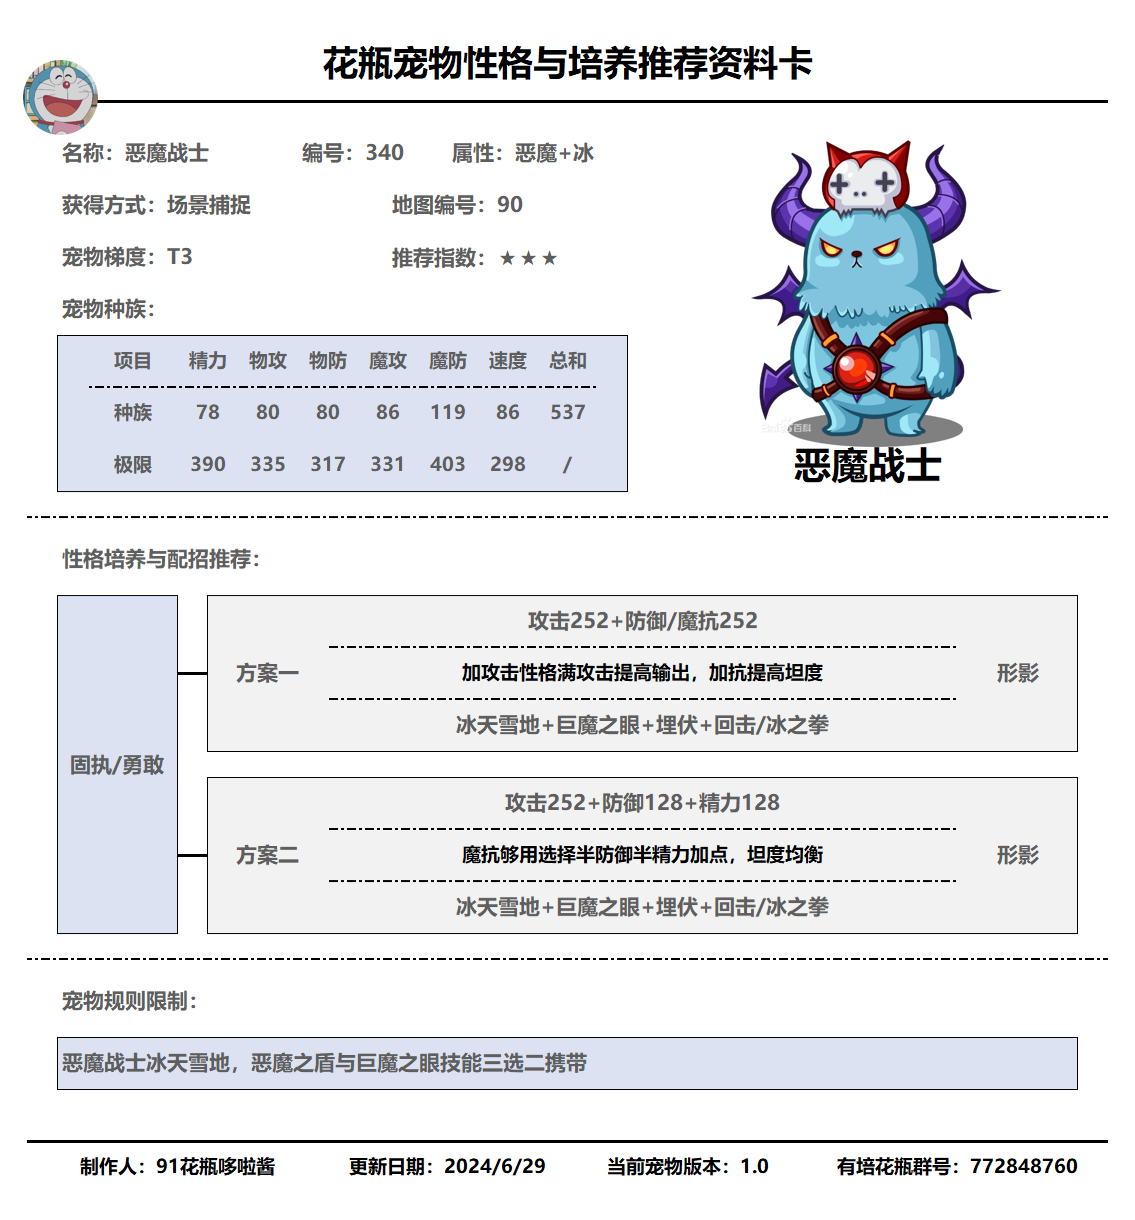 花瓶宠物性格与培养推荐资料卡
名称：恶魔战士 编号：340 属性：恶魔+冰
获得方式：场景捕捉 地图编号：90
宠物梯度：T3 推荐指数：★★★
宠物种族：
项目 精力 物攻 物防 魔攻 魔防 速度 总和
种族 78 80 80 86 119 86 537
极限 390 335 317 331 403 298 /
恶魔战士
性格培养与配招推荐：
固执/勇敢
方案一
攻击252+防御/魔抗252
加攻击性格满攻击提高输出，加抗提高坦度
冰天雪地+巨魔之眼+埋伏+回击/冰之拳
形影
方案二
攻击252+防御128+精力128
魔抗够用选择半防御半精力加点，坦度均衡
冰天雪地+巨魔之眼+埋伏+回击/冰之拳
形影
宠物规则限制：
恶魔战士冰天雪地，恶魔之盾与巨魔之眼技能三选二携带
制作人：91花瓶哆啦酱 更新日期：2024/6/29 当前宠物版本：1.0 有培花瓶群号：772848760